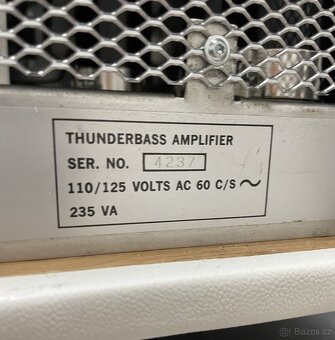 THUNDERBASS AMPLIFIER
SER. NO. 4237
110/125 VOLTS AC 60 C/S ~
235 VA
Bazos.cz